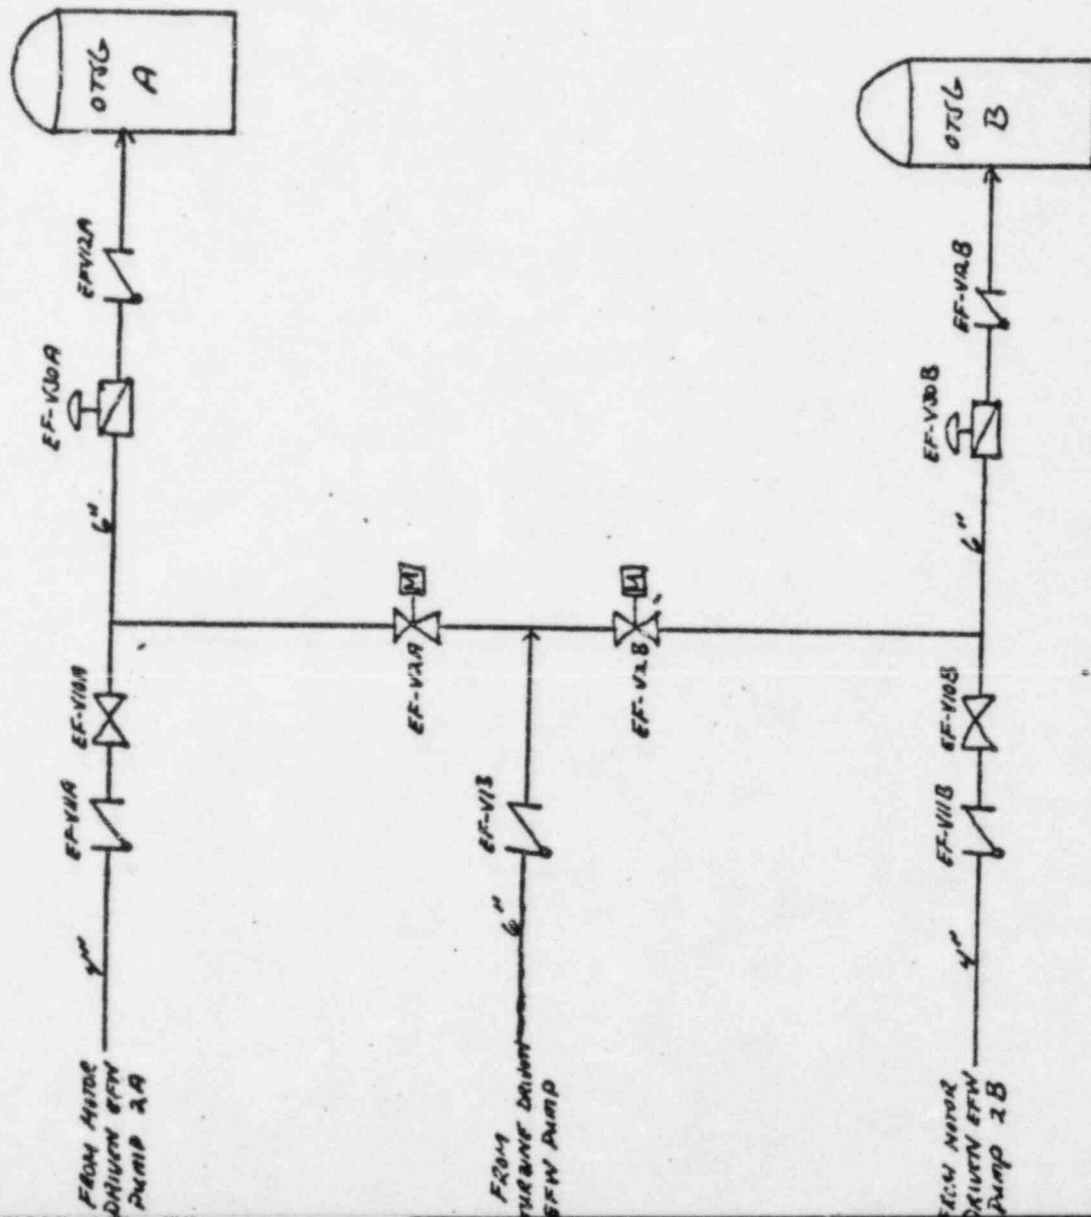 OTSG
A
OTSG
B
EFV12A
EF-V12B
EF-V30A
EF-V30B
6"
6"
M
M
EF-V2A
EF-V2B
EF-V10A
EF-V10B
EF-V11A
EF-V13
EF-V11B
4"
6"
4"
FROM MOTOR
DRIVEN EFW
PUMP 2A
FROM
TURBINE DRIVEN
EFW PUMP
FROM MOTOR
DRIVEN EFW
PUMP 2B